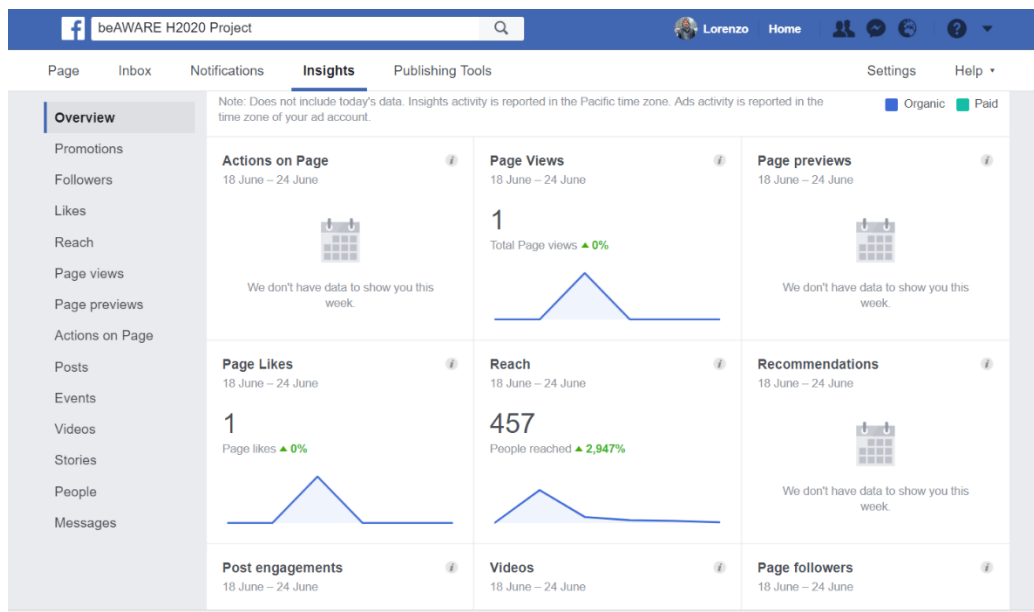 beAWARE H2020 Project
Lorenzo
Home
Page
Inbox
Notifications
Insights
Publishing Tools
Settings
Help
Overview
Promotions
Followers
Likes
Reach
Page views
Page previews
Actions on Page
Posts
Events
Videos
Stories
People
Messages
Note: Does not include today's data. Insights activity is reported in the Pacific time zone. Ads activity is reported in the
time zone of your ad account.
Organic
Paid
Actions on Page
18 June – 24 June
We don't have data to show you this
week.
Page Views
18 June – 24 June
1
Total Page views ▲ 0%
Page previews
18 June – 24 June
We don't have data to show you this
week.
Page Likes
18 June – 24 June
1
Page likes ▲ 0%
Reach
18 June – 24 June
457
People reached ▲ 2,947%
Recommendations
18 June – 24 June
We don't have data to show you this
week.
Post engagements
18 June – 24 June
Videos
18 June – 24 June
Page followers
18 June – 24 June